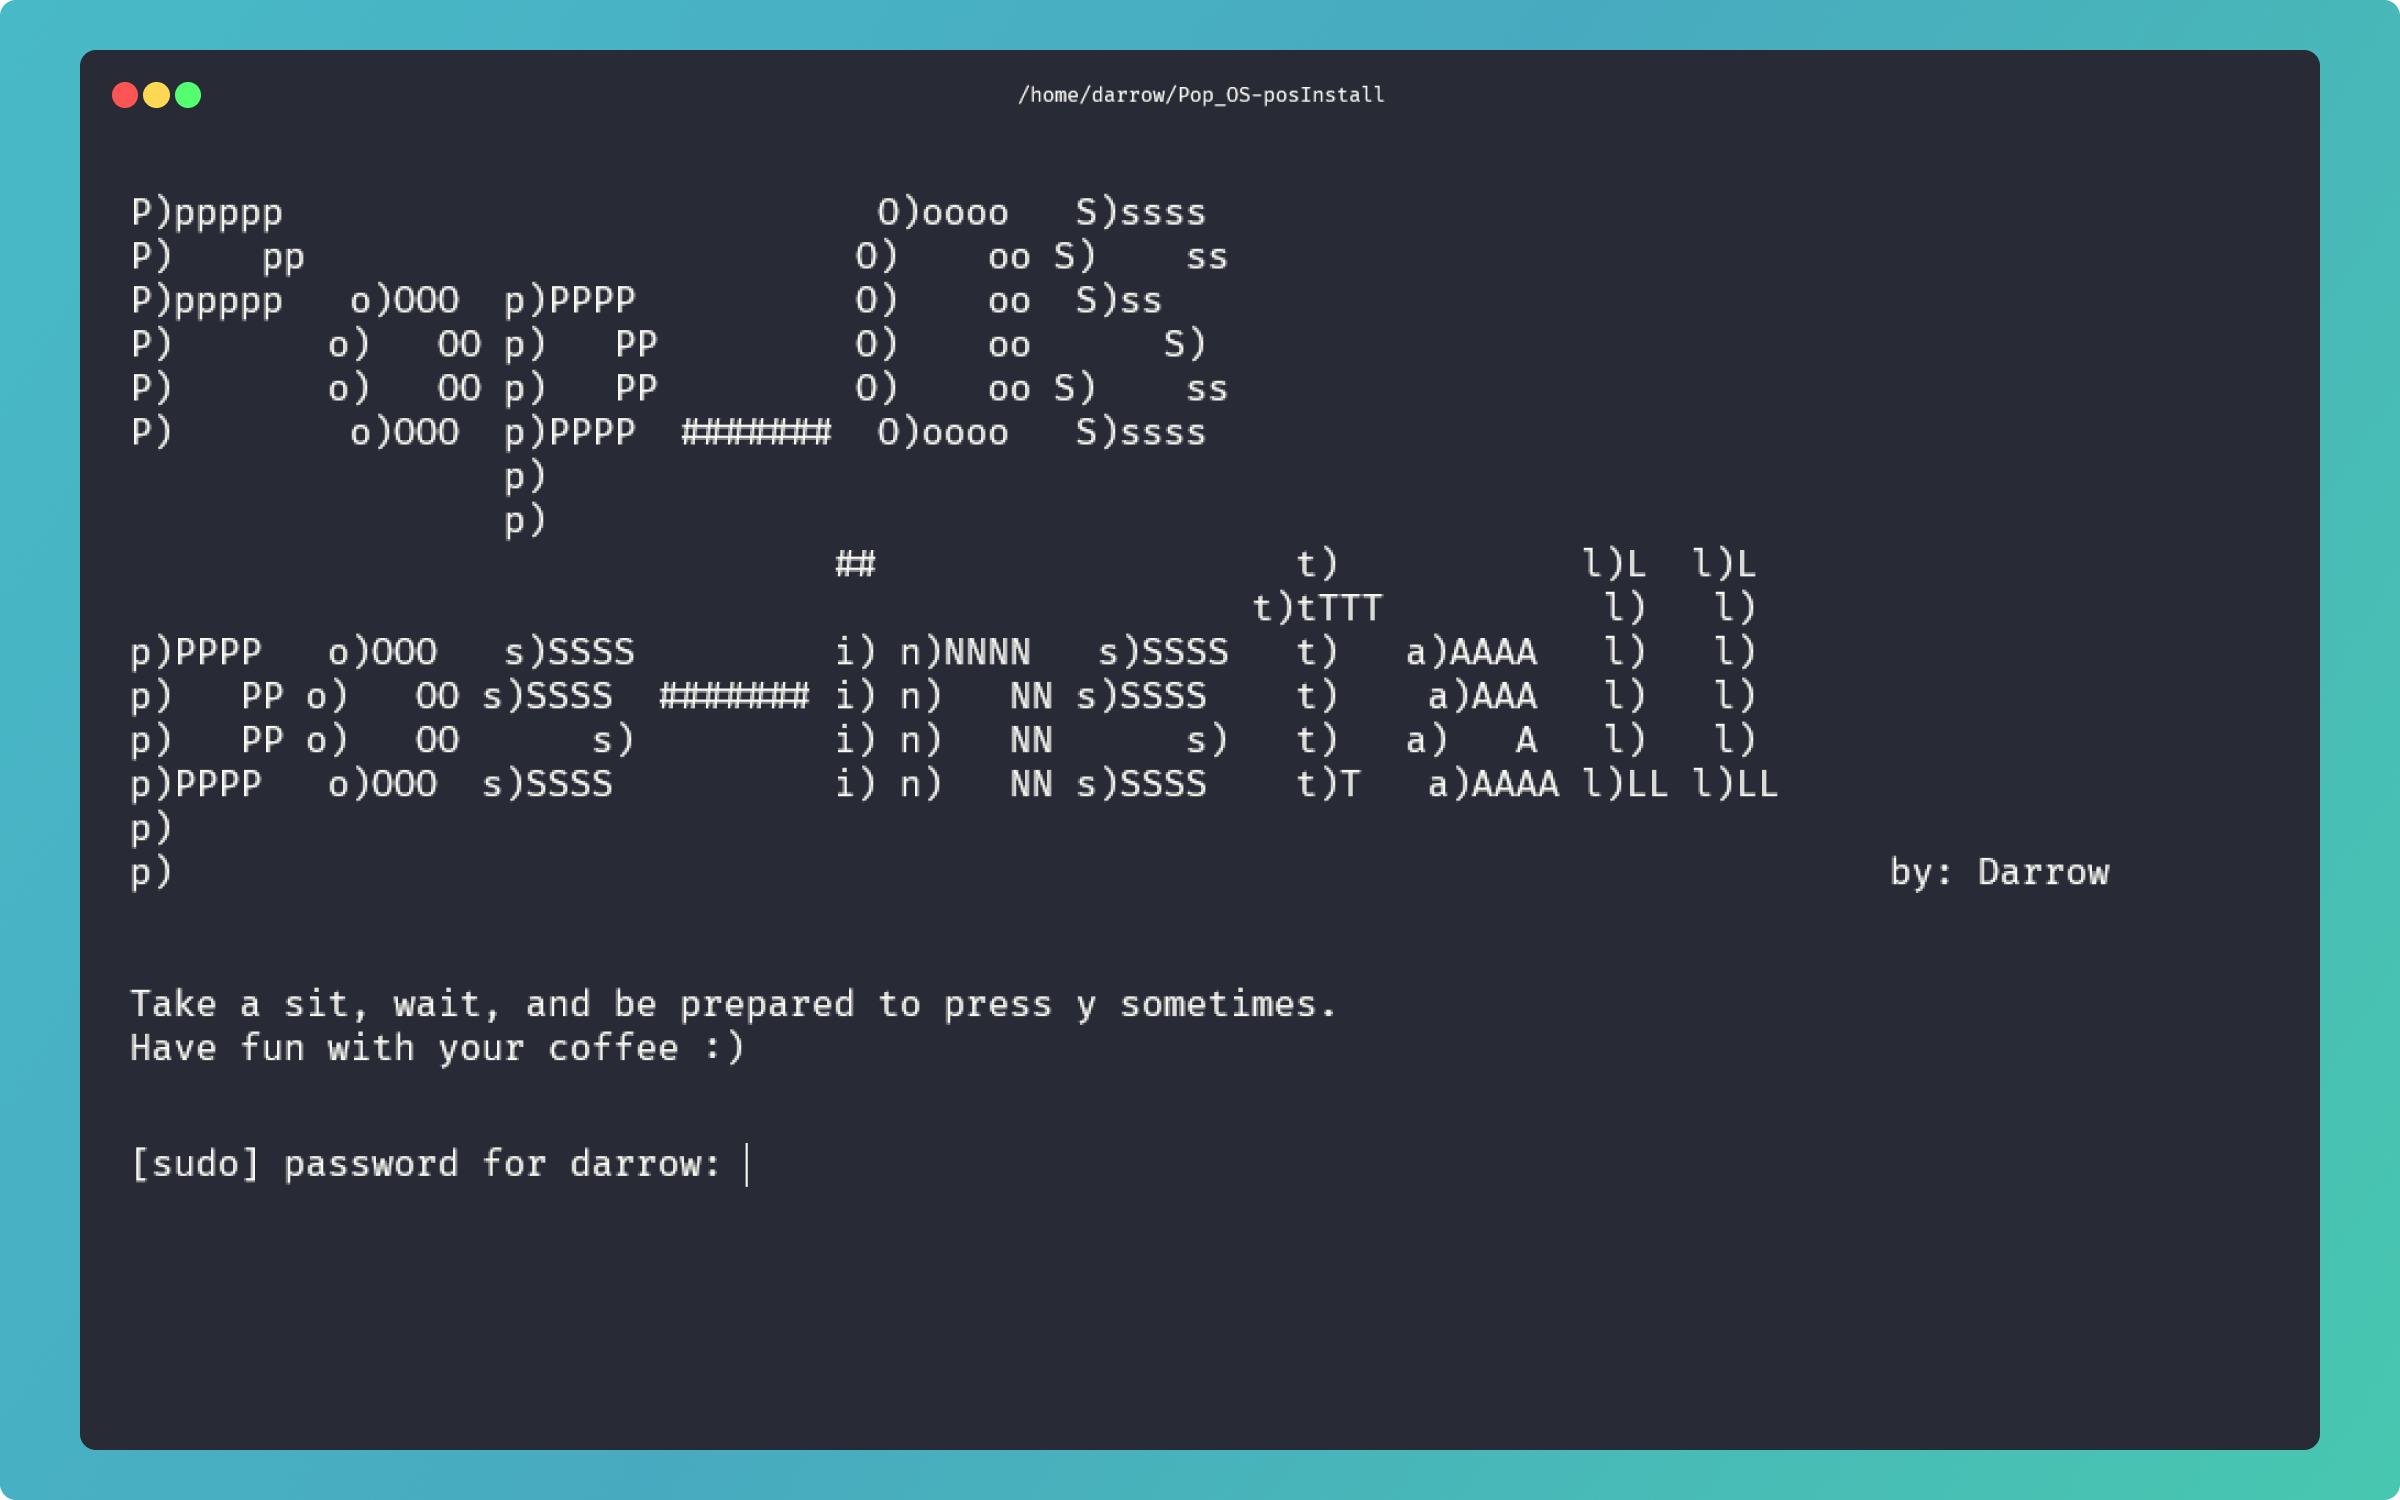 /home/darrow/Pop_OS-posInstall
P)ppppp                           O)oooo   S)ssss
P)    pp                         O)    oo S)    ss
P)ppppp   o)OOO  p)PPPP          O)    oo  S)ss
P)       o)   OO p)   PP         O)    oo      S)
P)       o)   OO p)   PP         O)    oo S)    ss
P)        o)OOO  p)PPPP  #######  O)oooo   S)ssss
                 p)
                 p)
                                ##                   t)           l)L  l)L
                                                   t)tTTT          l)   l)
p)PPPP   o)OOO   s)SSSS         i) n)NNNN   s)SSSS   t)   a)AAAA   l)   l)
p)   PP o)   OO s)SSSS  ####### i) n)   NN s)SSSS    t)    a)AAA   l)   l)
p)   PP o)   OO      s)         i) n)   NN      s)   t)   a)   A   l)   l)
p)PPPP   o)OOO  s)SSSS          i) n)   NN s)SSSS    t)T   a)AAAA l)LL l)LL
p)
p)                                                                              by: Darrow
Take a sit, wait, and be prepared to press y sometimes.
Have fun with your coffee :)
[sudo] password for darrow: